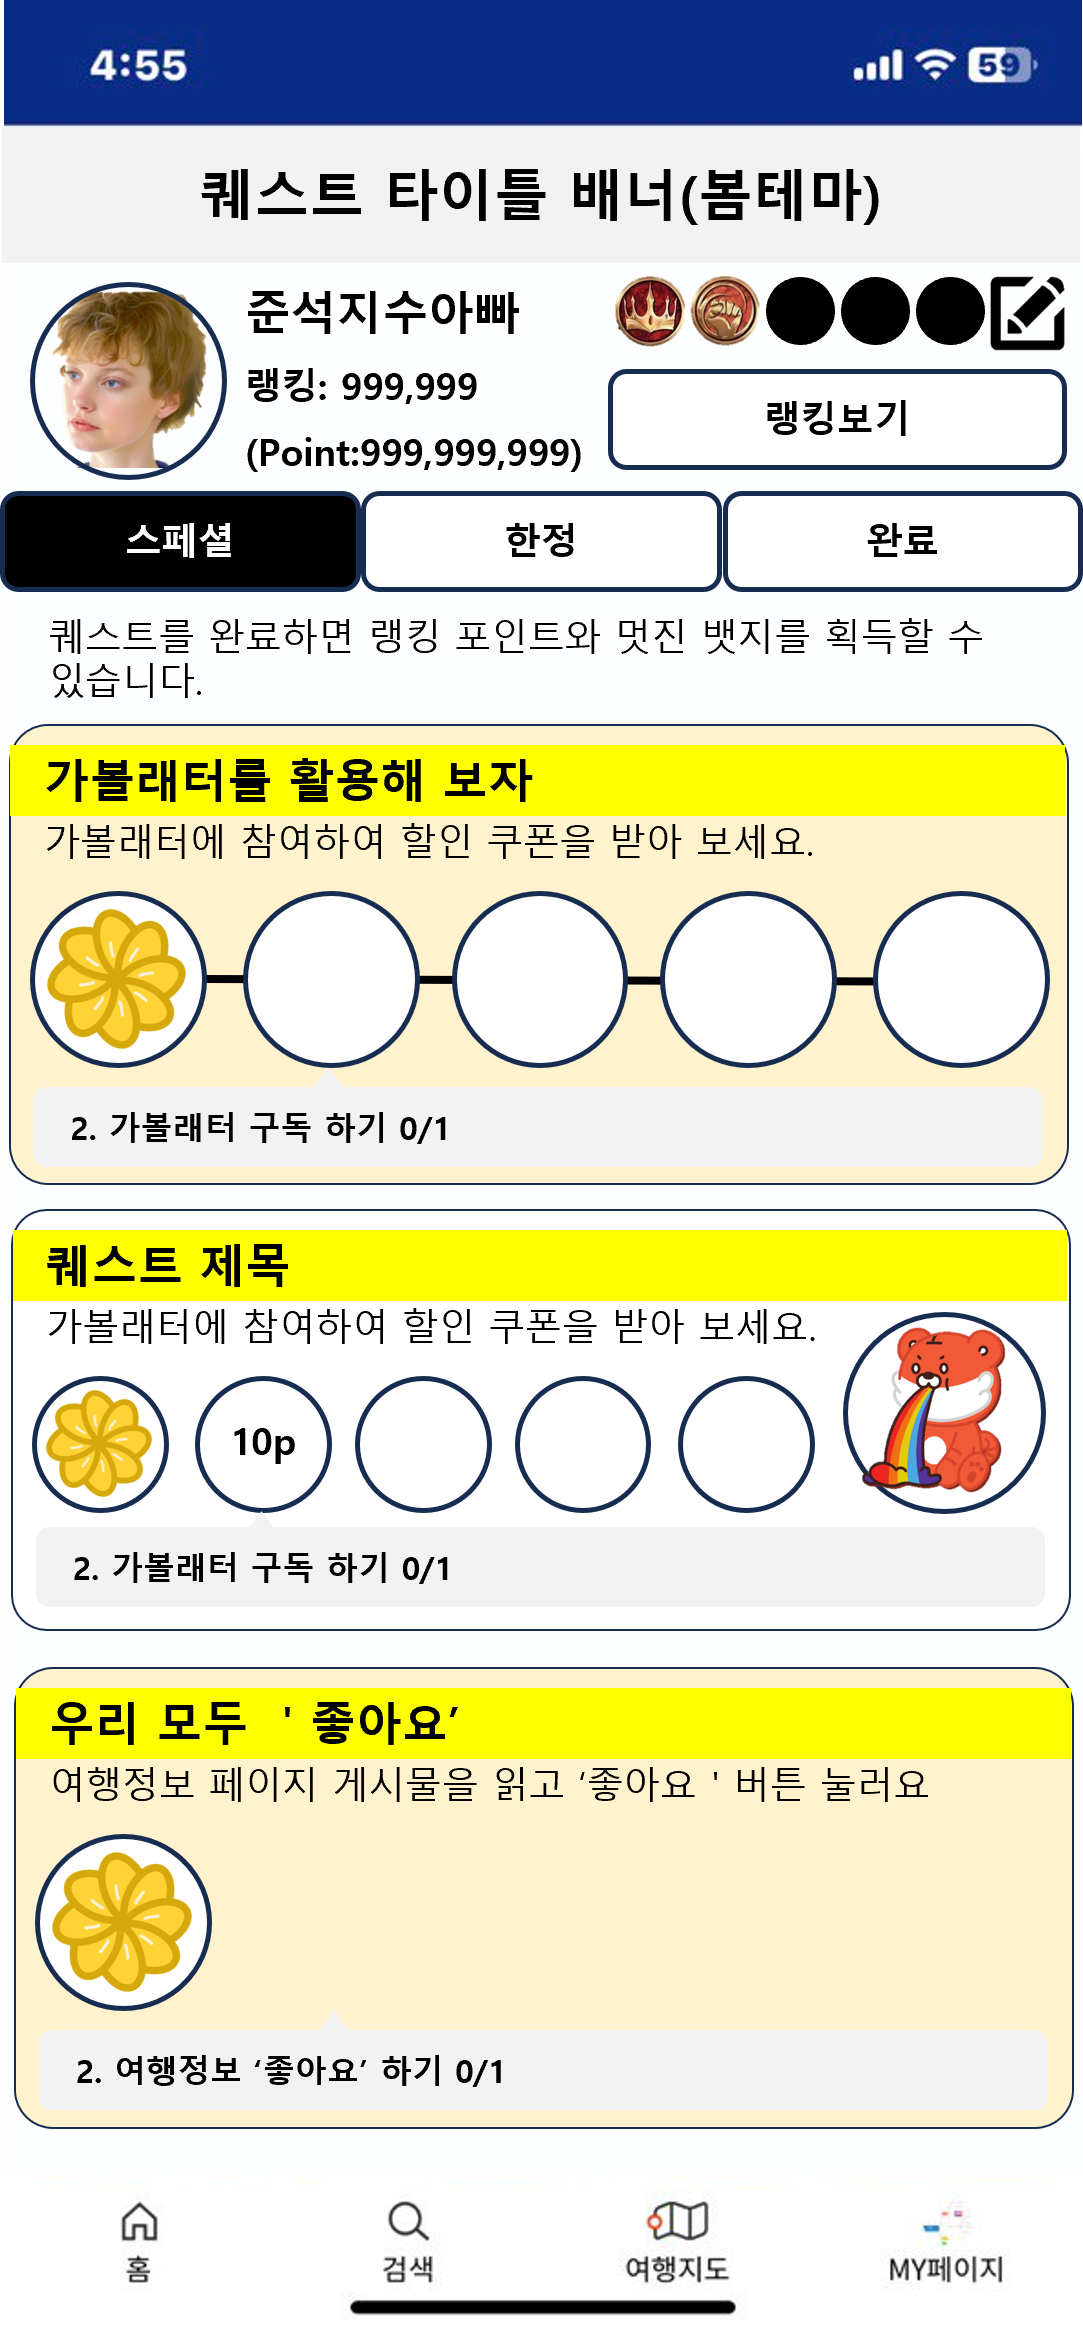 4:55
59
퀘스트 타이틀 배너(봄테마)
준석지수아빠
랭킹: 999,999
(Point:999,999,999)
랭킹보기
스페셜
한정
완료
퀘스트를 완료하면 랭킹 포인트와 멋진 뱃지를 획득할 수
있습니다.
가볼래터를 활용해 보자
가볼래터에 참여하여 할인 쿠폰을 받아 보세요.
2. 가볼래터 구독 하기 0/1
퀘스트 제목
가볼래터에 참여하여 할인 쿠폰을 받아 보세요.
10p
2. 가볼래터 구독 하기 0/1
우리 모두  ' 좋아요’
여행정보 페이지 게시물을 읽고 ‘좋아요 ' 버튼 눌러요
2. 여행정보 ‘좋아요’ 하기 0/1
홈
검색
여행지도
MY페이지